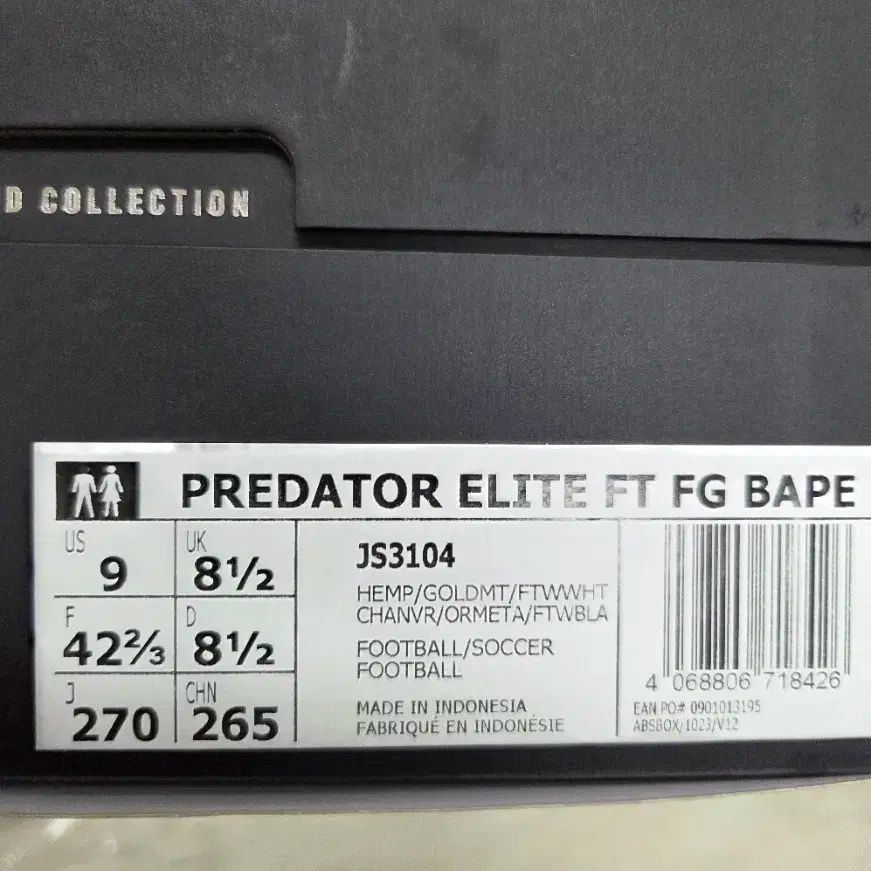 D COLLECTION
PREDATOR ELITE FT FG BAPE
US
9
UK
8½
F
42⅔
D
8½
J
270
CHN
265
JS3104
HEMP/GOLDMT/FTWWHT
CHANVR/ORMETA/FTWBLA
FOOTBALL/SOCCER
FOOTBALL
MADE IN INDONESIA
FABRIQUÉ EN INDONÉSIE
4 068806 718426
EAN PO# 0901013195
ABSBOX/1023/V12